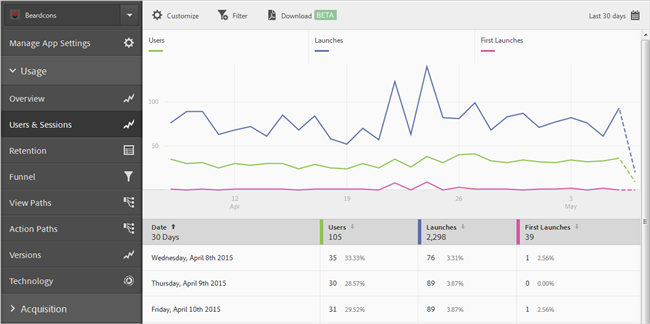 Beardcons
Customize
Filter
Download BETA
Last 30 days
Manage App Settings
Usage
Overview
Users & Sessions
Retention
Funnel
View Paths
Action Paths
Versions
Technology
Acquisition
Users
Launches
First Launches
100
50
12
19
26
3
Apr
May
Date Users Launches First Launches
30 Days 105 2,298 39
Wednesday, April 8th 2015 35 33.33% 76 3.31% 1 2.56%
Thursday, April 9th 2015 30 28.57% 89 3.87% 0 0.00%
Friday, April 10th 2015 31 29.52% 89 3.87% 1 2.56%